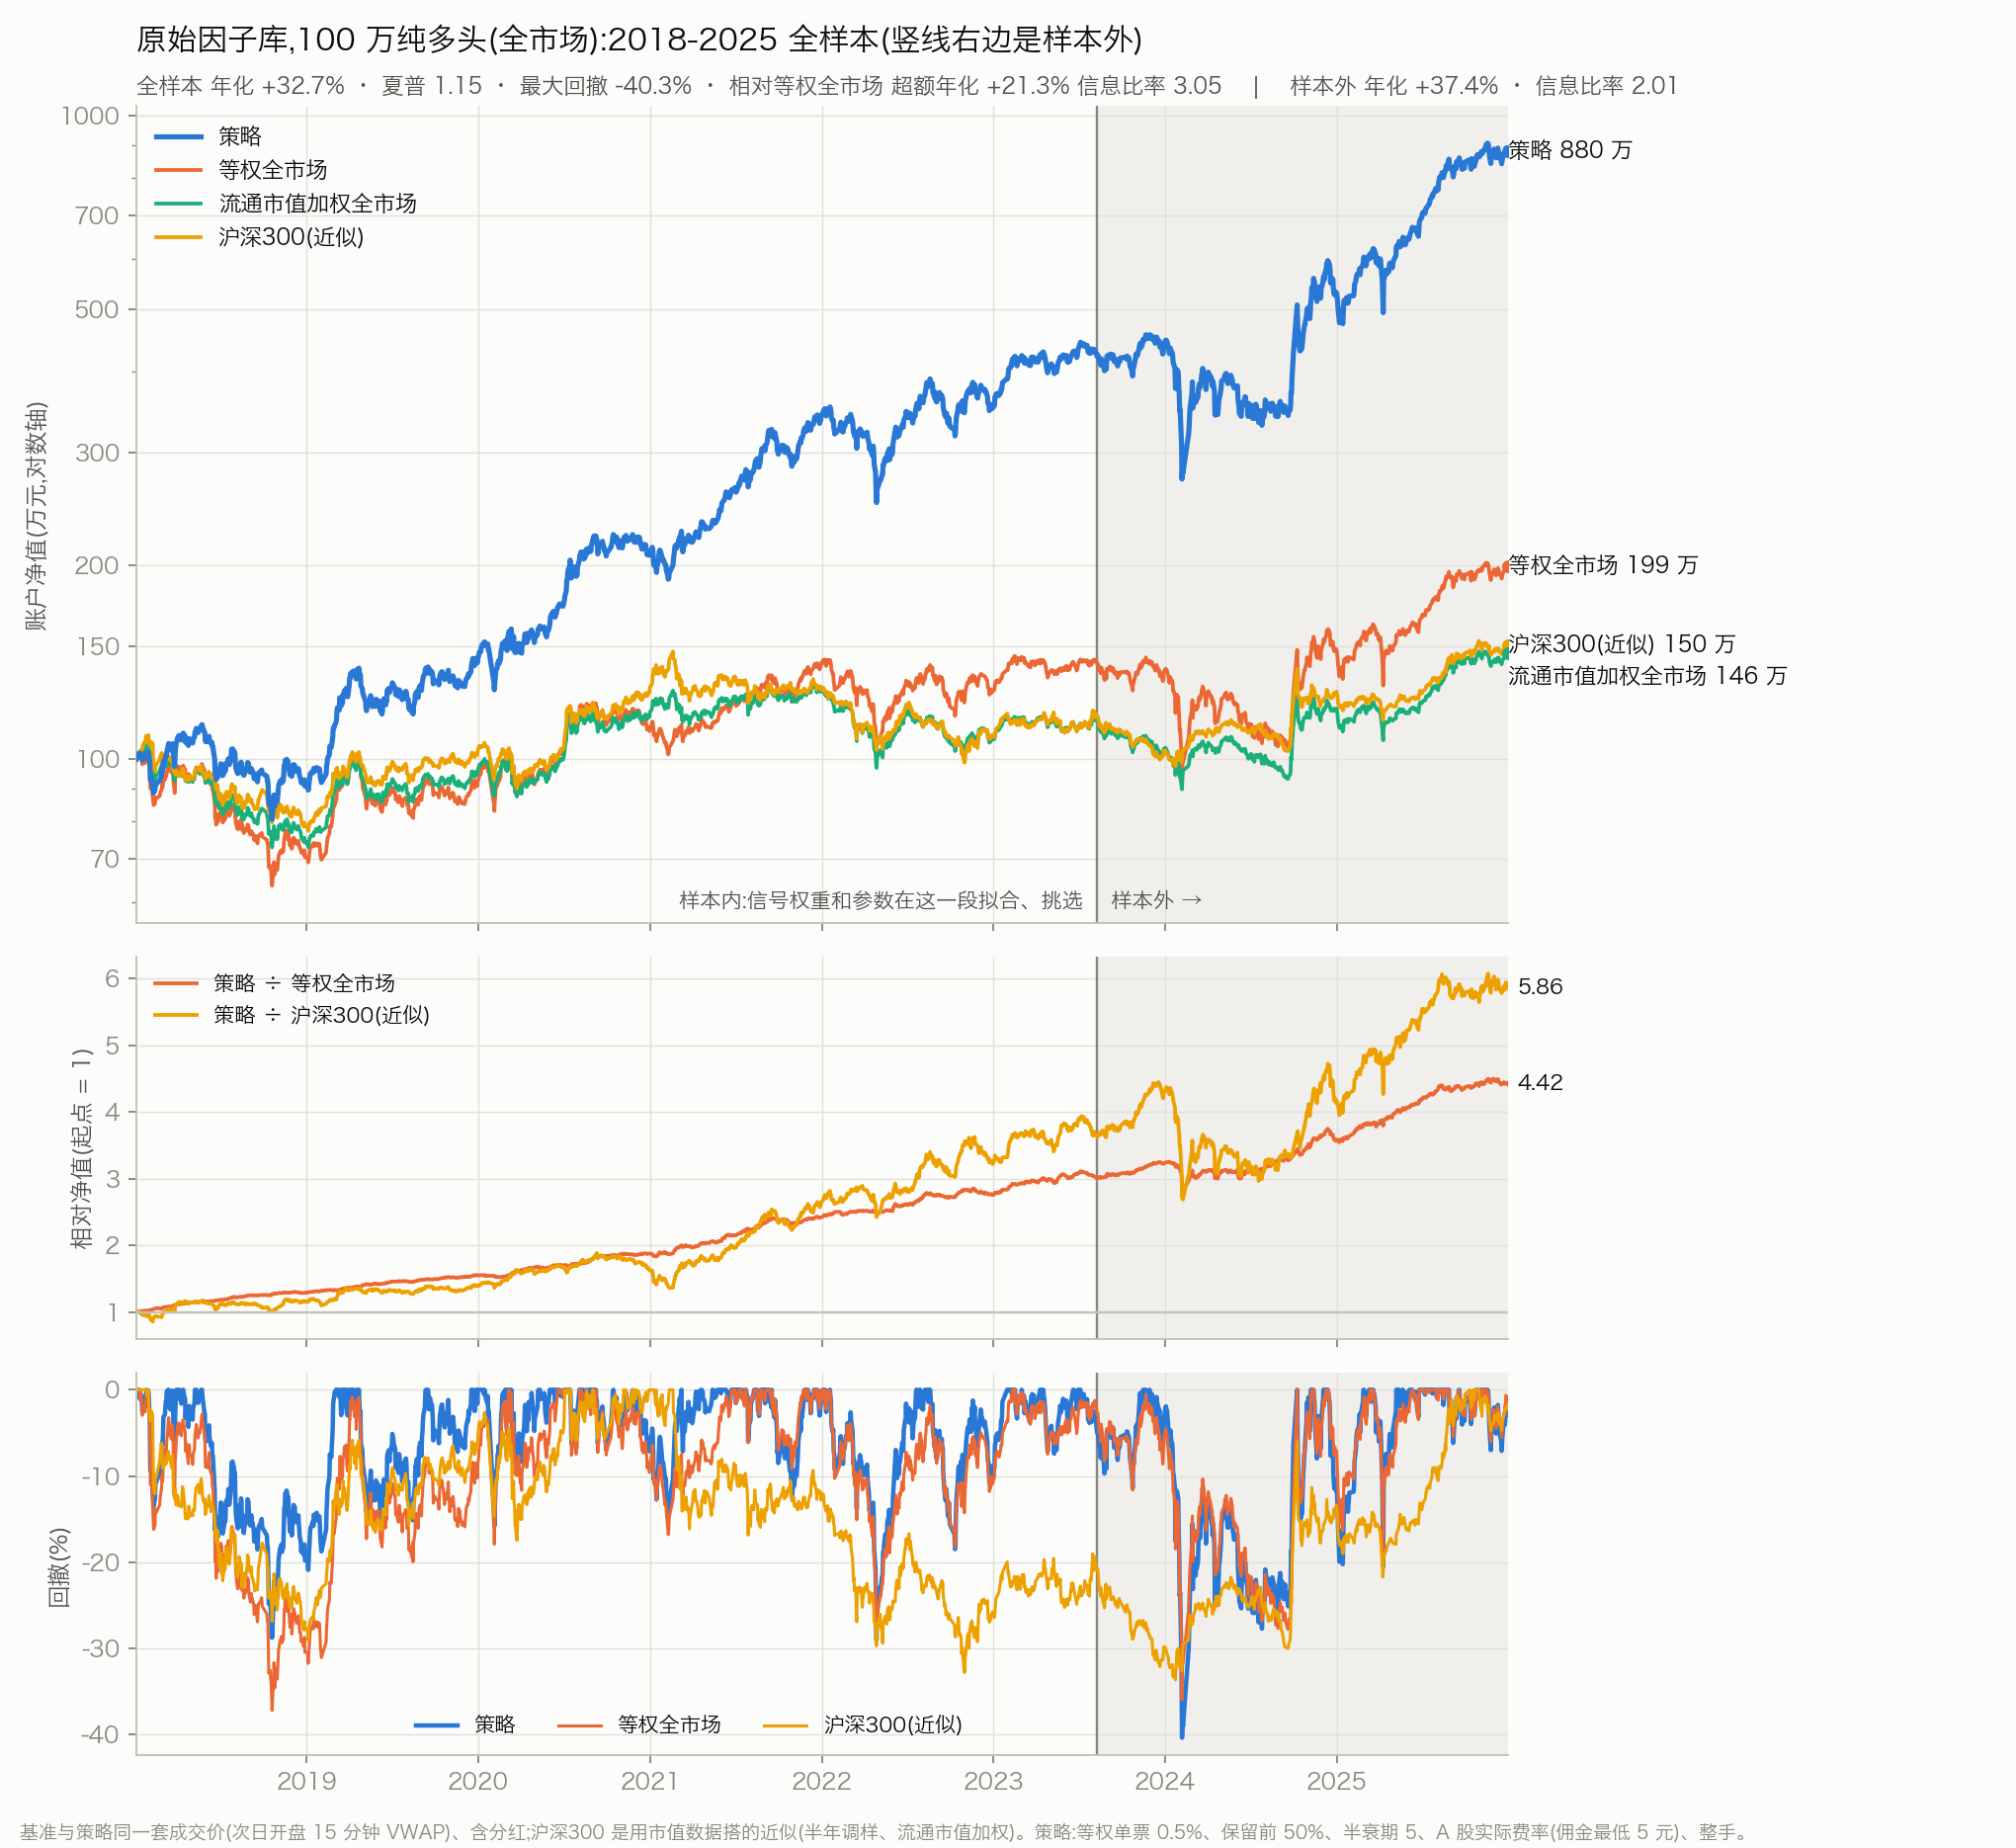 原始因子库,100 万纯多头(全市场):2018-2025 全样本(竖线右边是样本外)
全样本 年化 +32.7% · 夏普 1.15 · 最大回撤 -40.3% · 相对等权全市场 超额年化 +21.3% 信息比率 3.05 | 样本外 年化 +37.4% · 信息比率 2.01
账户净值(万元,对数轴)
1000
700
500
300
200
150
100
70
策略
等权全市场
流通市值加权全市场
沪深300(近似)
策略 880 万
等权全市场 199 万
沪深300(近似) 150 万
流通市值加权全市场 146 万
样本内:信号权重和参数在这一段拟合、挑选
样本外 →
相对净值(起点 = 1)
6
5
4
3
2
1
策略 ÷ 等权全市场
策略 ÷ 沪深300(近似)
5.86
4.42
回撤(%)
0
-10
-20
-30
-40
策略
等权全市场
沪深300(近似)
2019
2020
2021
2022
2023
2024
2025
基准与策略同一套成交价(次日开盘 15 分钟 VWAP)、含分红;沪深300 是用市值数据搭的近似(半年调样、流通市值加权)。策略:等权单票 0.5%、保留前 50%、半衰期 5、A 股实际费率(佣金最低 5 元)、整手。